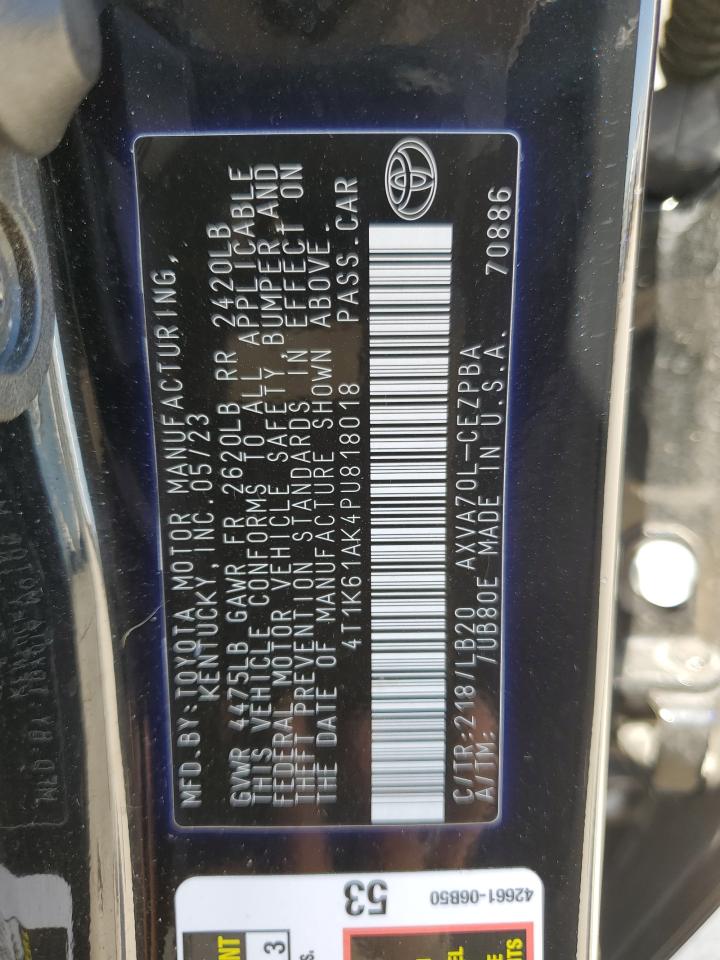 MFD.BY:TOYOTA MOTOR MANUFACTURING,
KENTUCKY,INC.05/23
GVWR 4475LB GAWR FR 2620LB RR 2420LB
THIS VEHICLE CONFORMS TO ALL APPLICABLE
FEDERAL MOTOR VEHICLE SAFETY,BUMPER AND
THEFT PREVENTION STANDARDS IN EFFECT ON
THE DATE OF MANUFACTURE SHOWN ABOVE.
4T1K61AK4PU818018 PASS.CAR
C/TR:218/LB20 AXVA70L-CEZPBA
A/TM: /UB80E MADE IN U.S.A. 70886
53
42661-06B50
3